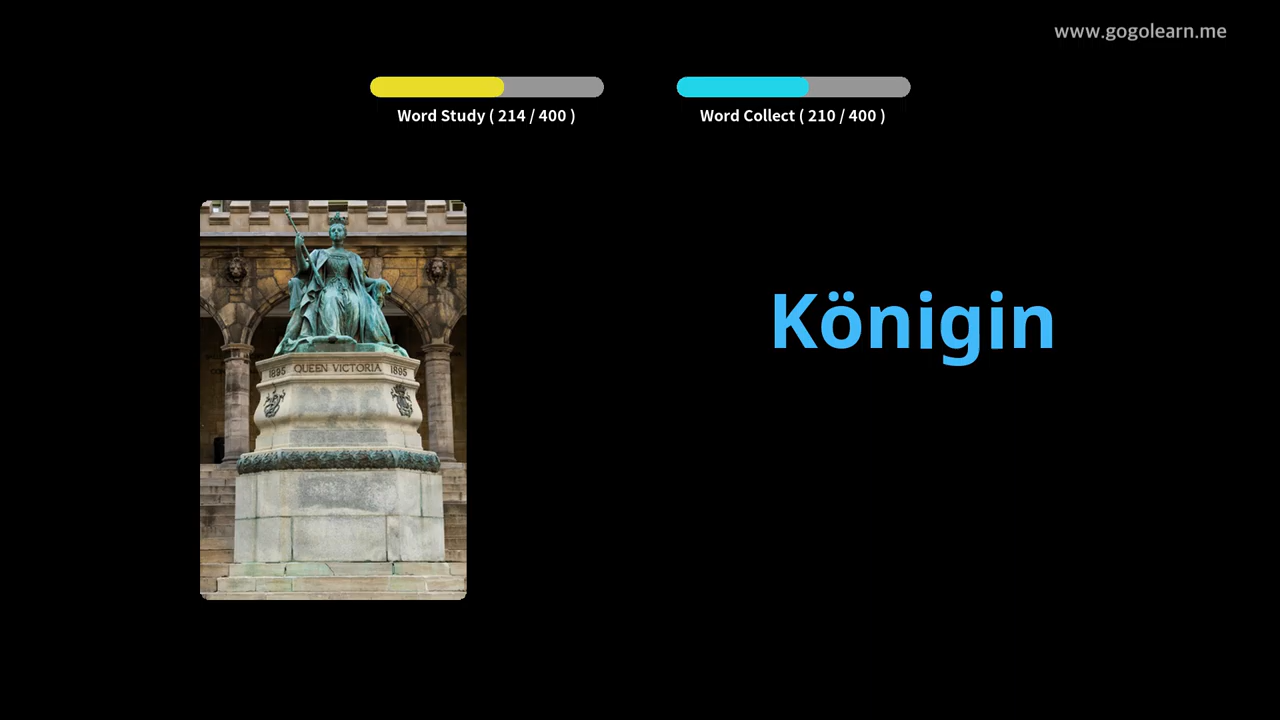 www.gogolearn.me
Word Study ( 214 / 400 )
Word Collect ( 210 / 400 )
Königin
1895 QUEEN VICTORIA 1895